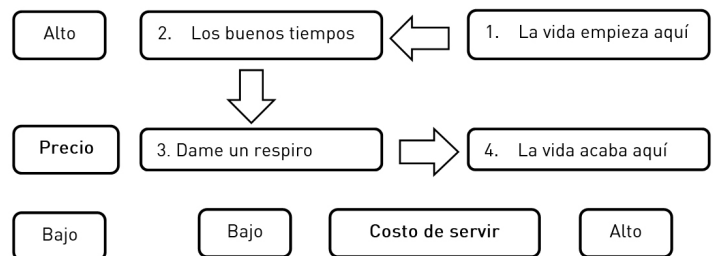 Alto
2. Los buenos tiempos
1. La vida empieza aquí
Precio
3. Dame un respiro
4. La vida acaba aquí
Bajo
Bajo
Costo de servir
Alto